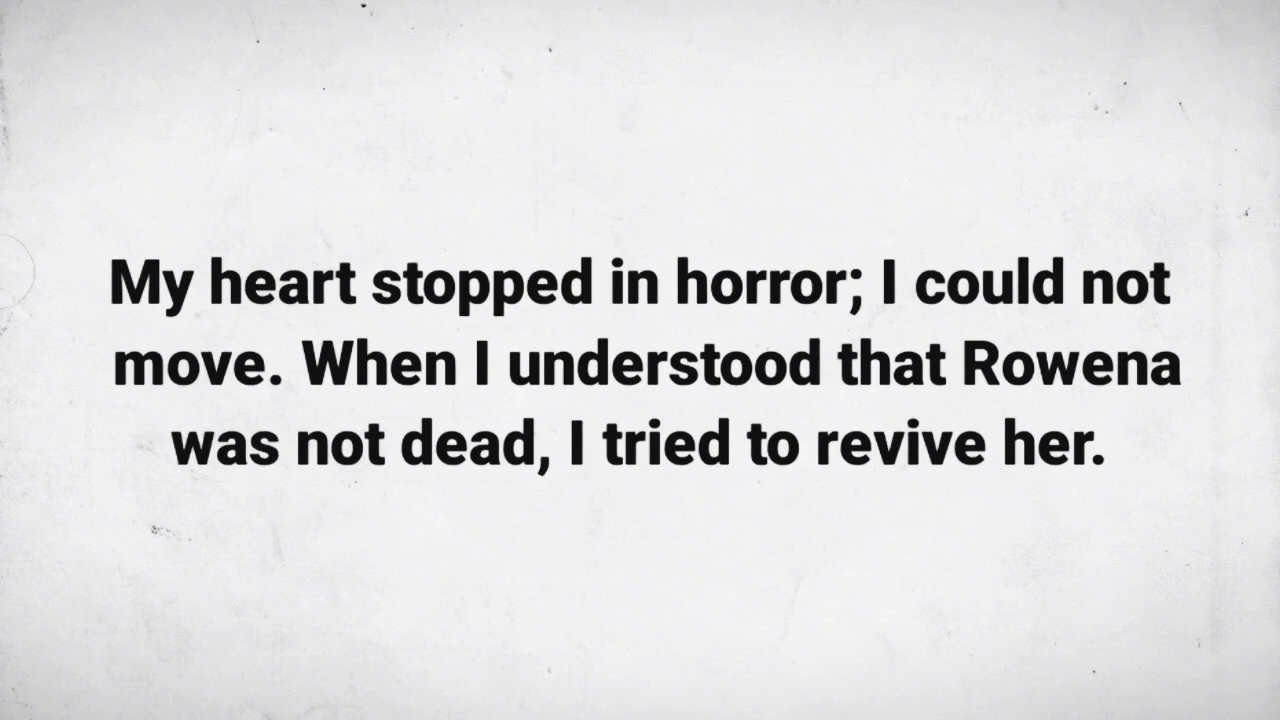 My heart stopped in horror; I could not
move. When I understood that Rowena
was not dead, I tried to revive her.